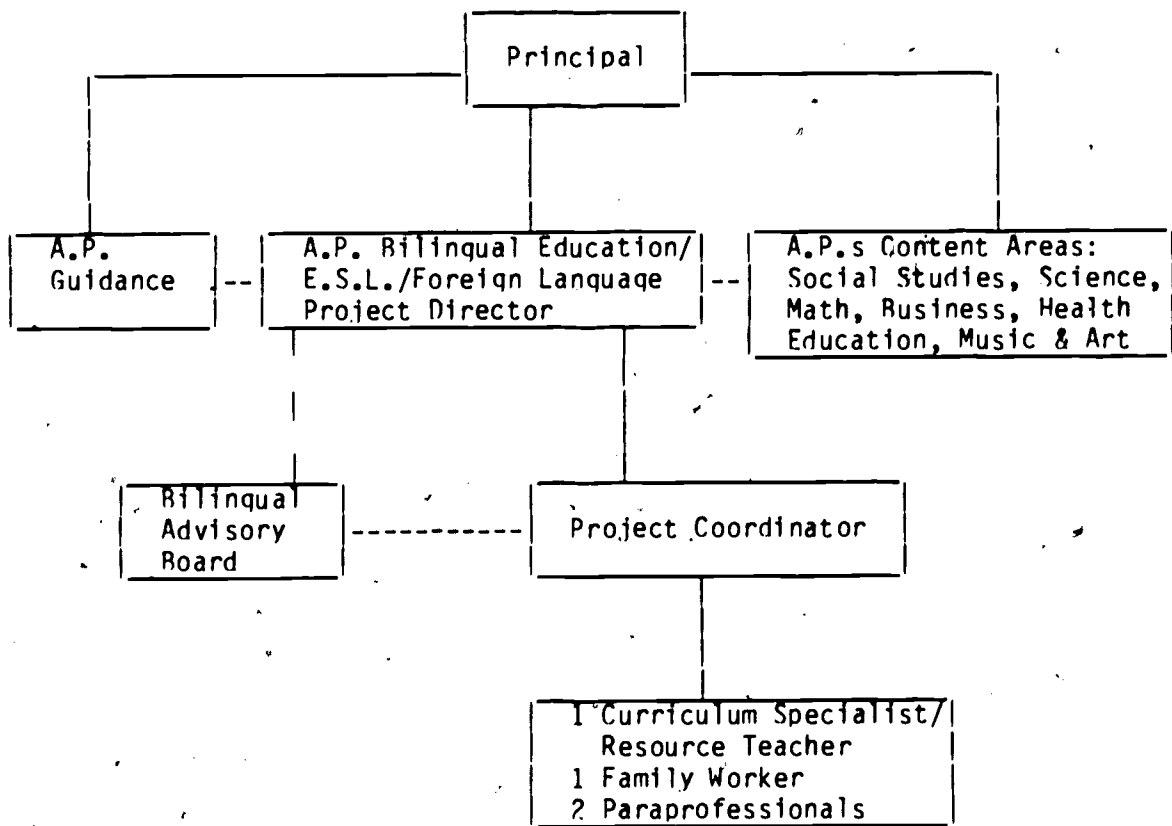 Principal
A.P.
Guidance
A.P. Bilingual Education/
E.S.L./Foreign Language
Project Director
A.P.s Content Areas:
Social Studies, Science,
Math, Business, Health
Education, Music & Art
Bilingual
Advisory
Board
Project Coordinator
1 Curriculum Specialist/
Resource Teacher
1 Family Worker
2 Paraprofessionals